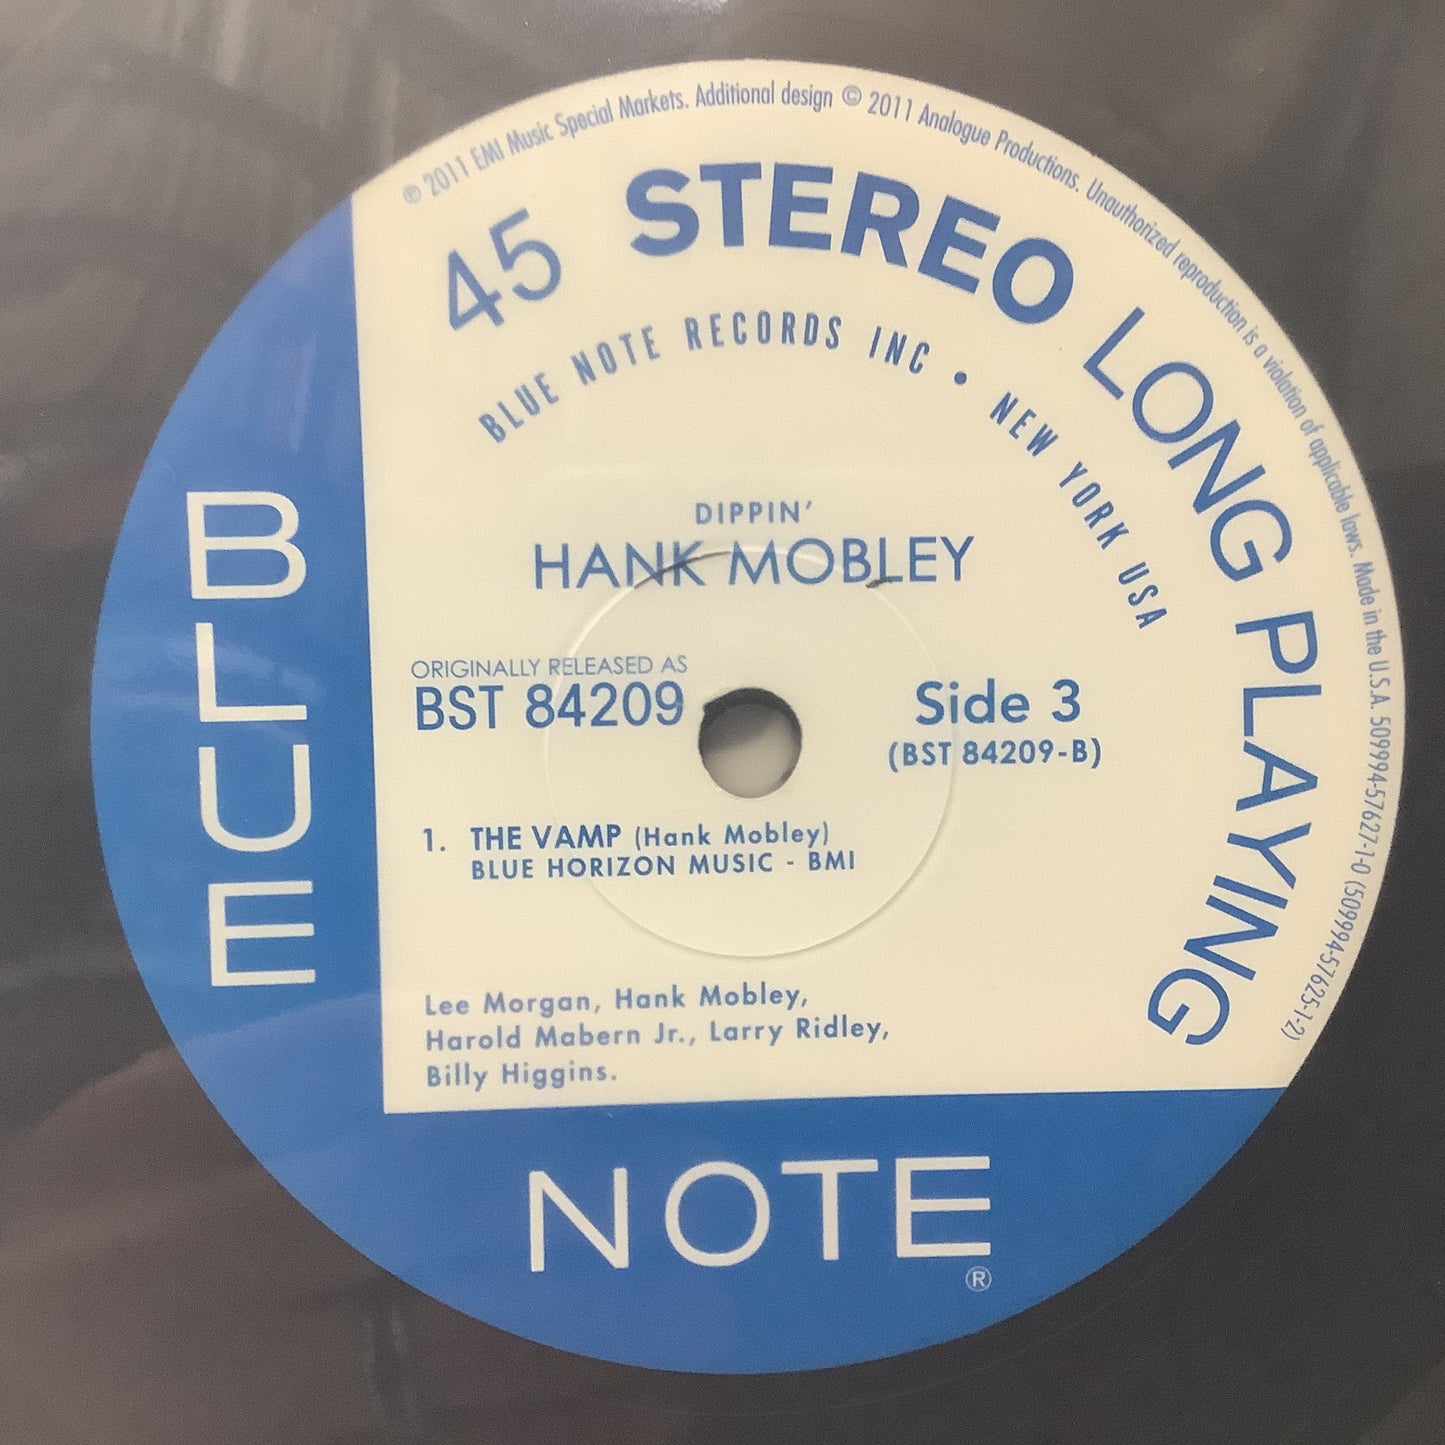 ℗ 2011 EMI Music Special Markets. Additional design © 2011 Analogue Productions. Unauthorized reproduction is a violation of applicable laws. Made in the U.S.A. 509994-57627-1-0 (509994-57625-1-2)
45 STEREO LONG PLAYING
BLUE NOTE RECORDS INC • NEW YORK USA
DIPPIN'
HANK MOBLEY
ORIGINALLY RELEASED AS
BST 84209
Side 3
(BST 84209-B)
1. THE VAMP (Hank Mobley)
BLUE HORIZON MUSIC - BMI
Lee Morgan, Hank Mobley,
Harold Mabern Jr., Larry Ridley,
Billy Higgins.
BLUE
NOTE®